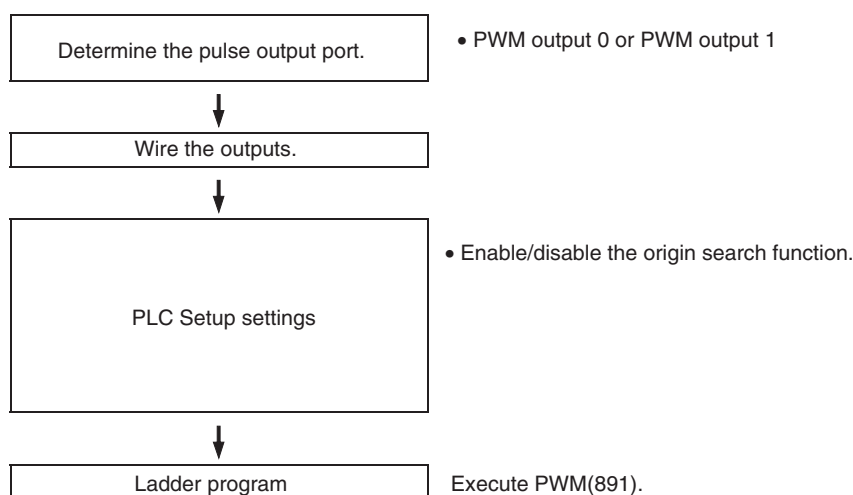 Determine the pulse output port.
• PWM output 0 or PWM output 1
Wire the outputs.
PLC Setup settings
• Enable/disable the origin search function.
Ladder program
Execute PWM(891).